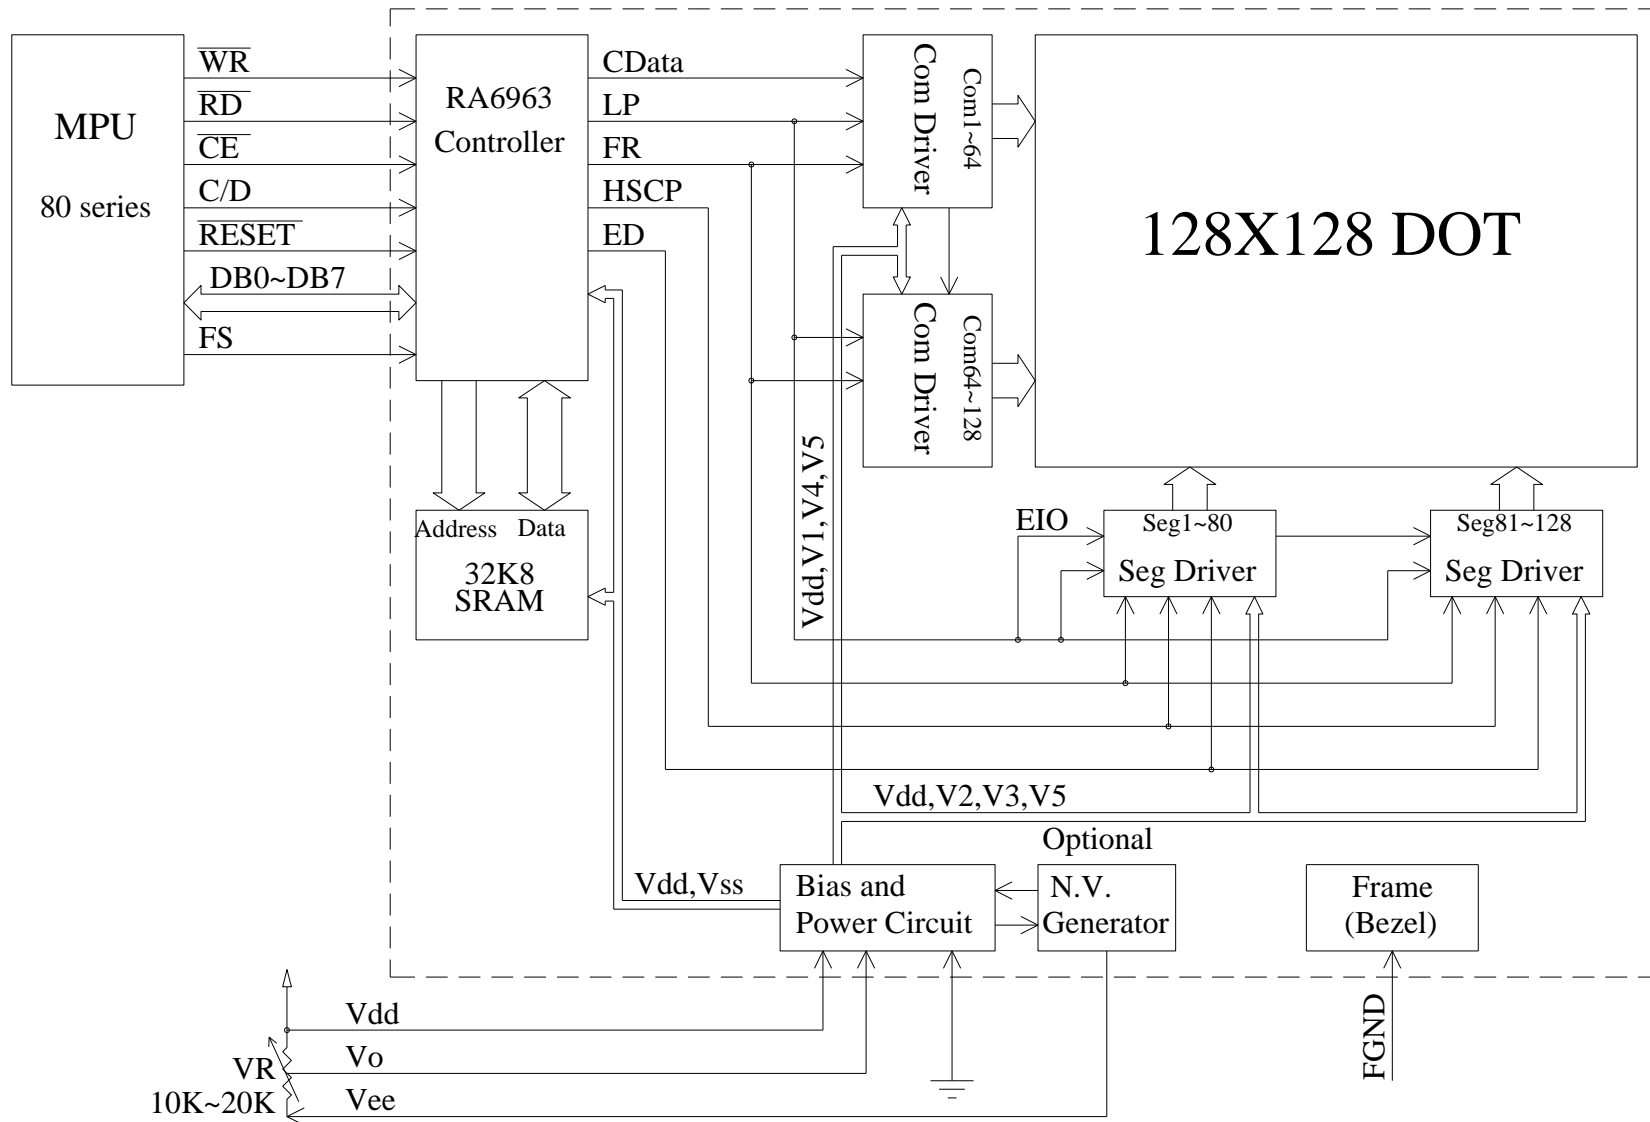 MPU
80 series
WR
RD
CE
C/D
RESET
DB0~DB7
FS
RA6963
Controller
CData
LP
FR
HSCP
ED
Com Driver
Com1~64
Com Driver
Com64~128
128X128 DOT
Address
Data
32K8
SRAM
Vdd,V1,V4,V5
EIO
Seg1~80
Seg Driver
Seg81~128
Seg Driver
Vdd,V2,V3,V5
Optional
Vdd,Vss
Bias and
Power Circuit
N.V.
Generator
Frame
(Bezel)
FGND
Vdd
Vo
VR
10K~20K
Vee